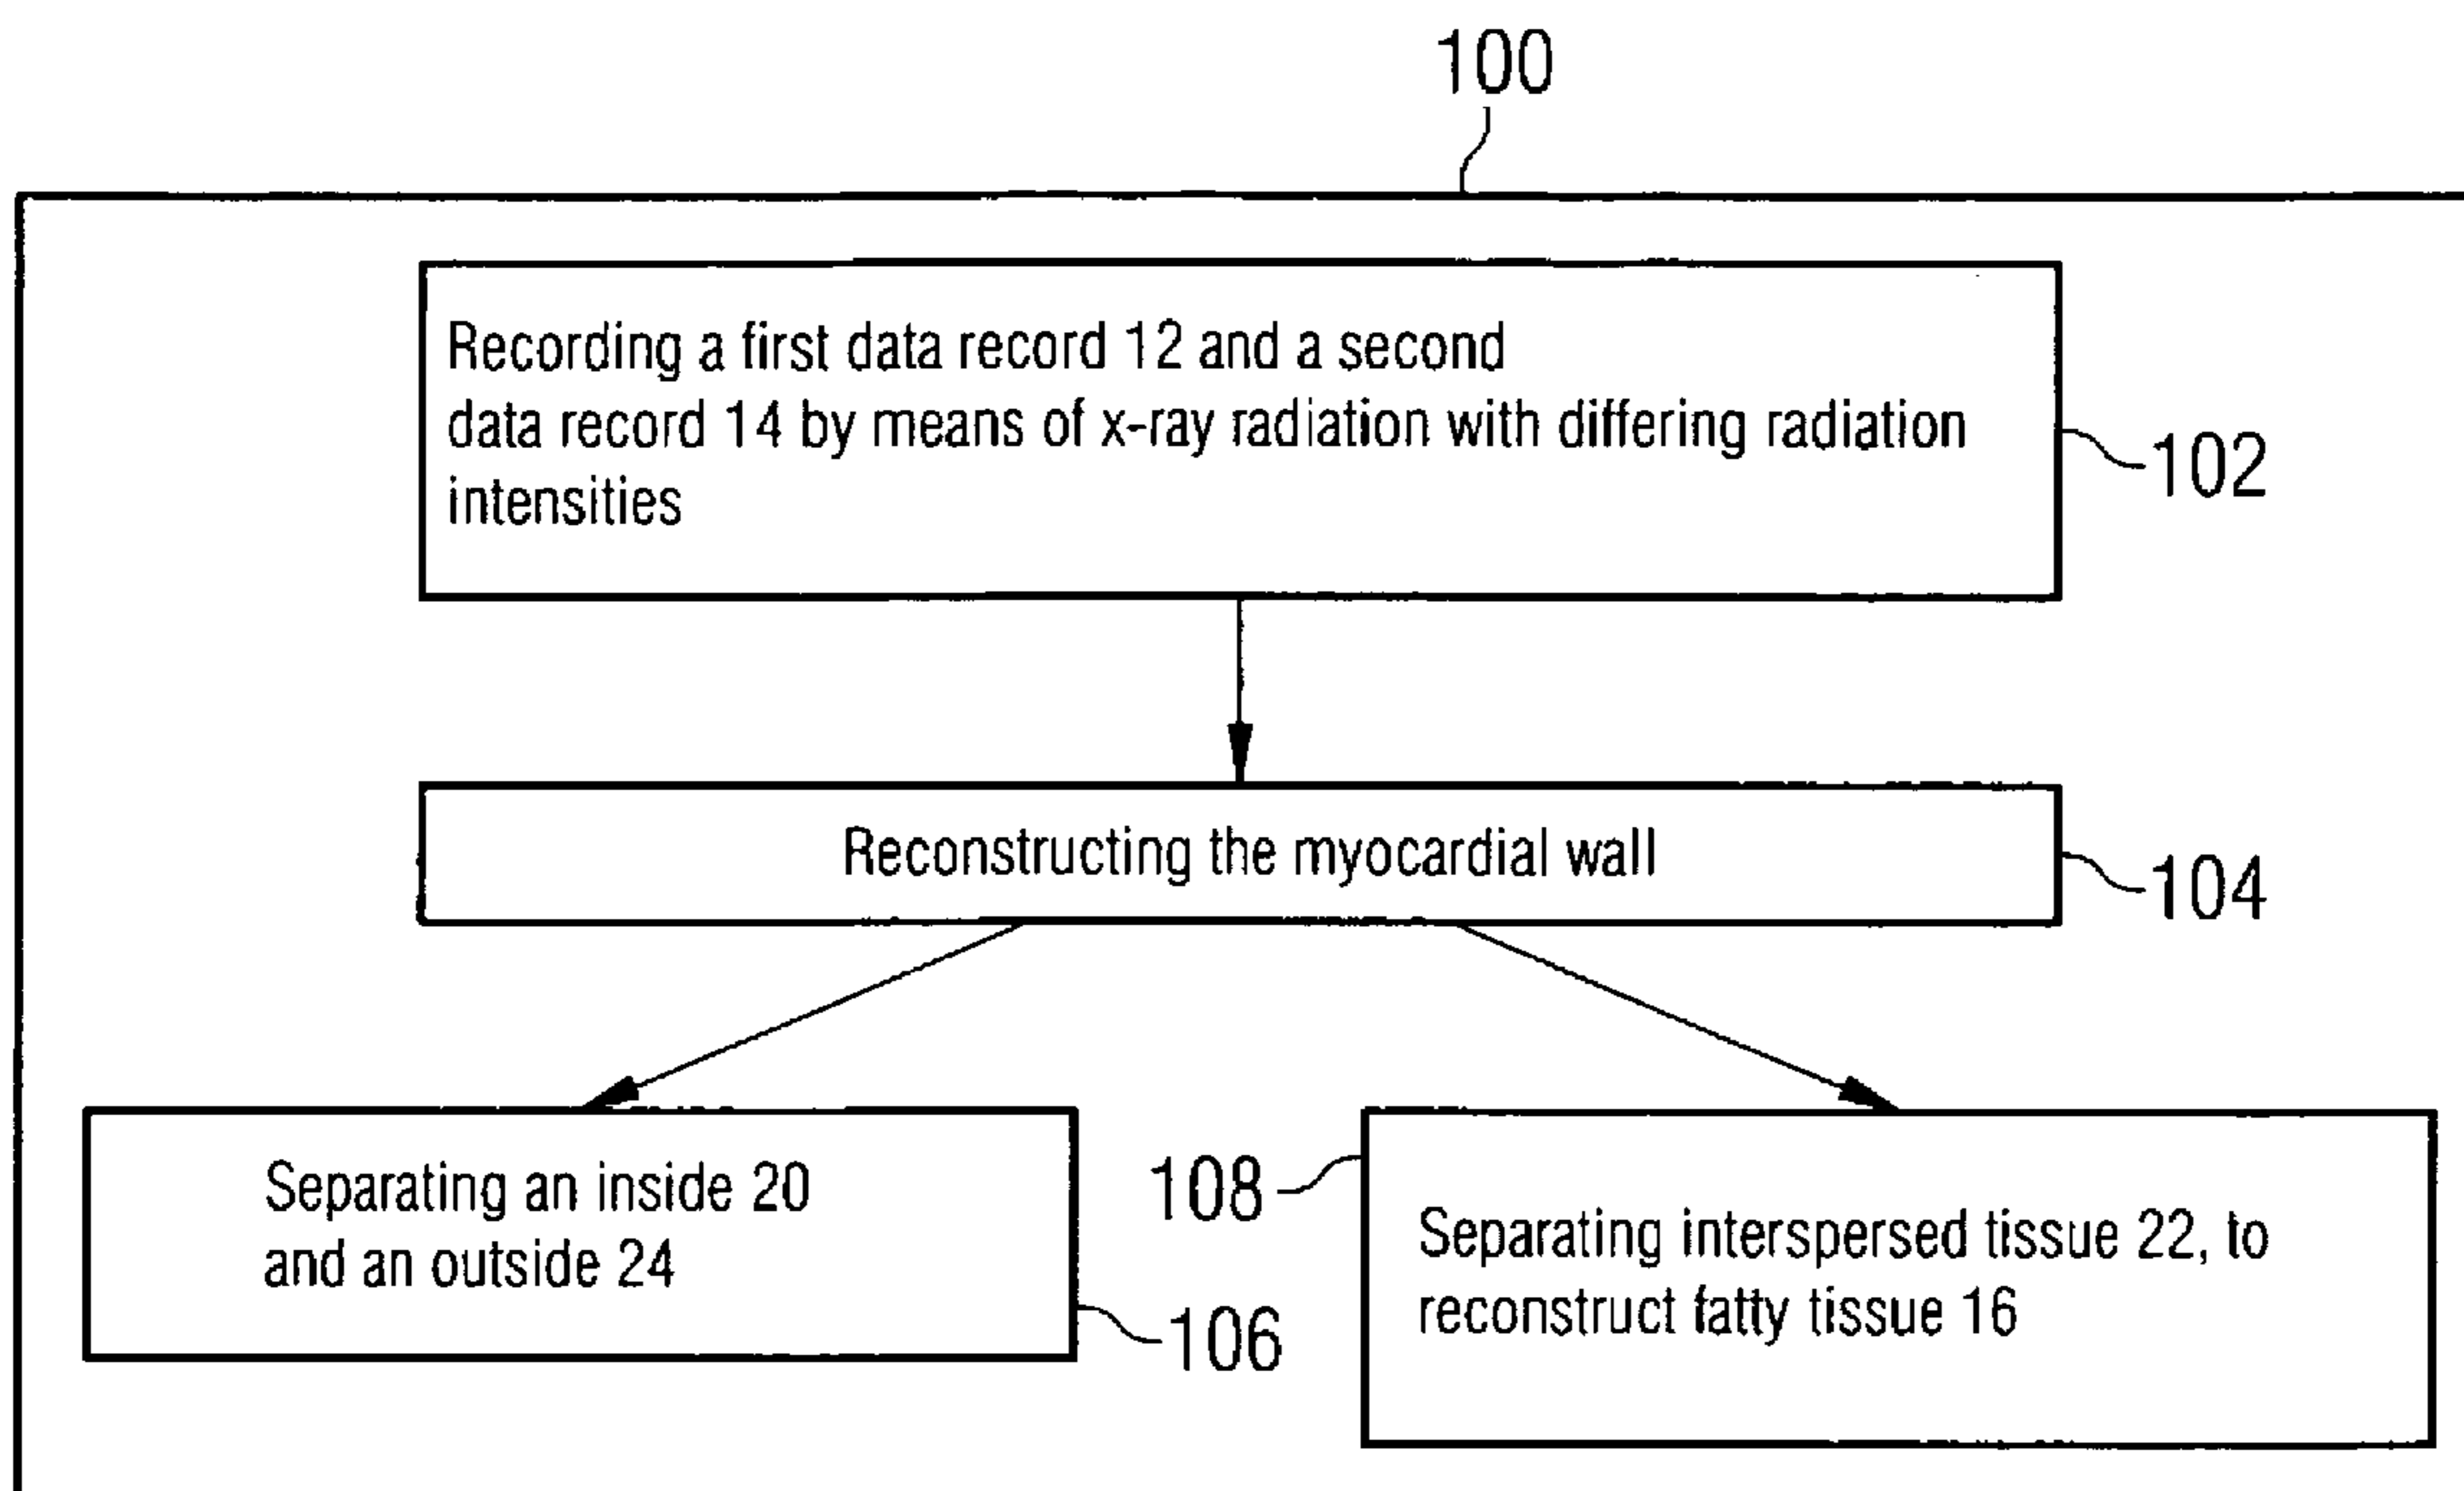 100
Recording a first data record 12 and a second
data record 14 by means of x-ray radiation with differing radiation
intensities
102
Reconstructing the myocardial wall
104
Separating an inside 20
and an outside 24
106
108
Separating interspersed tissue 22, to
reconstruct fatty tissue 16